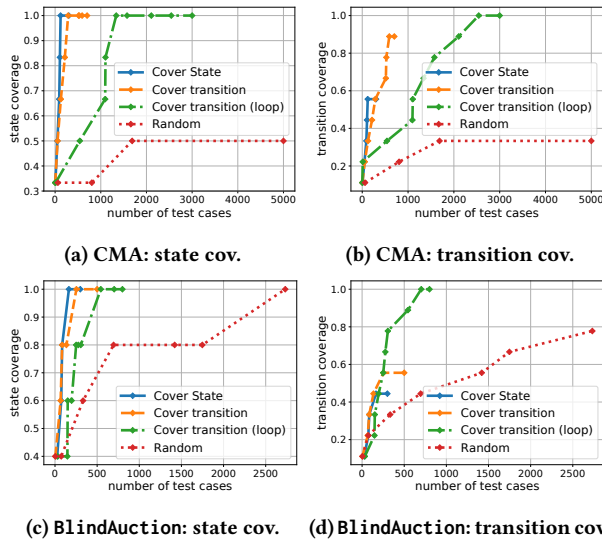 1.0
0.9
0.8
0.7
0.6
0.5
0.4
0.3
state coverage
Cover State
Cover transition
Cover transition (loop)
Random
0 1000 2000 3000 4000 5000
number of test cases
(a) CMA: state cov.
1.0
0.8
0.6
0.4
0.2
transition coverage
Cover State
Cover transition
Cover transition (loop)
Random
0 1000 2000 3000 4000 5000
number of test cases
(b) CMA: transition cov.
1.0
0.9
0.8
0.7
0.6
0.5
0.4
state coverage
Cover State
Cover transition
Cover transition (loop)
Random
0 500 1000 1500 2000 2500
number of test cases
(c) BlindAuction: state cov.
1.0
0.8
0.6
0.4
0.2
transition coverage
Cover State
Cover transition
Cover transition (loop)
Random
0 500 1000 1500 2000 2500
number of test cases
(d) BlindAuction: transition cov